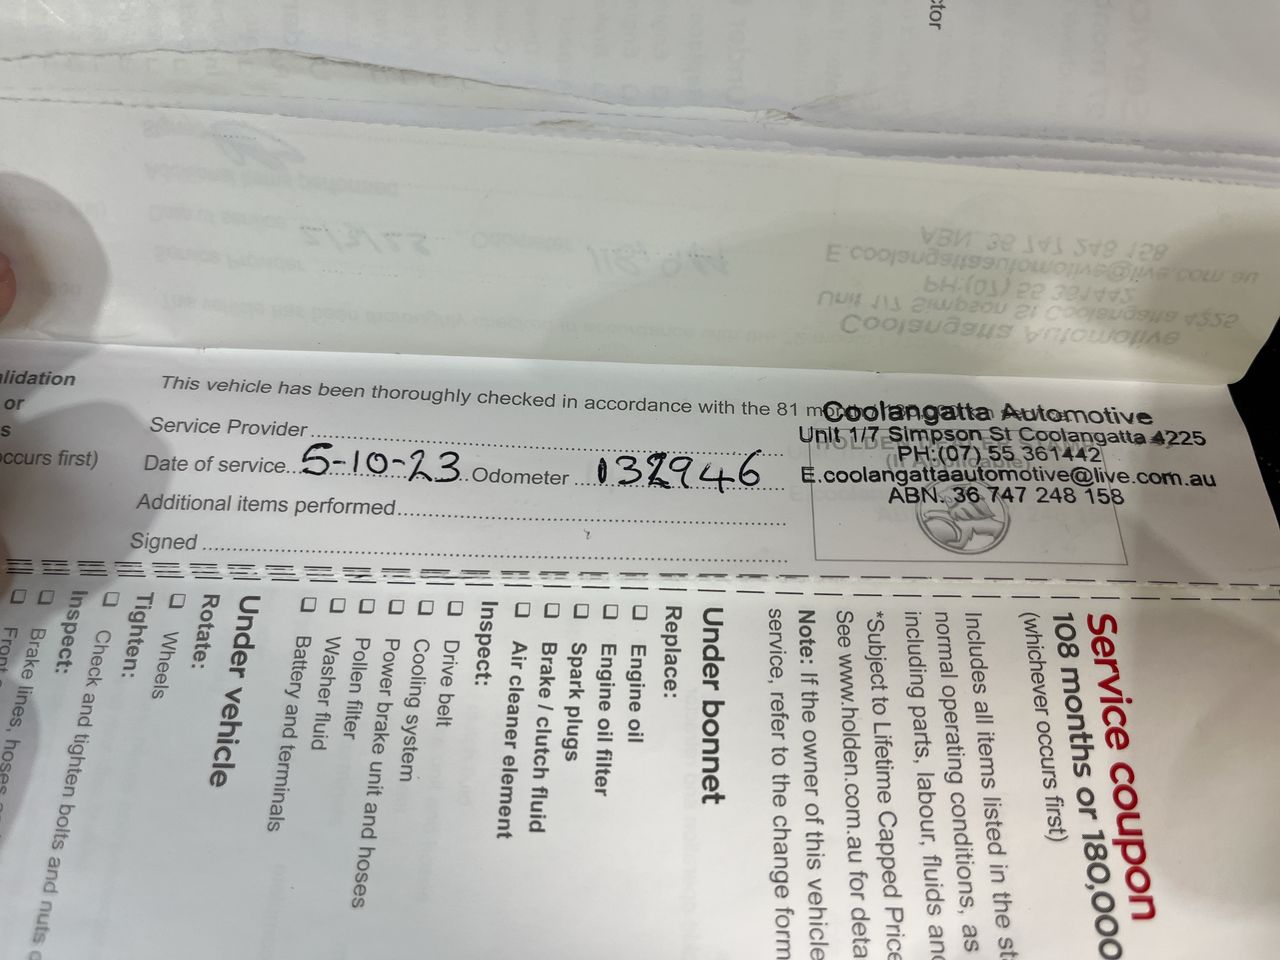 ctor
Coolangatta Automotive
Unit 1/7 Simpson St Coolangatta 4225
PH:(07) 55 361442
E.coolangattaautomotive@live.com.au
ABN. 36 747 248 158
alidation
or
s
occurs first)
This vehicle has been thoroughly checked in accordance with the 81
Service Provider
Date of service 5-10-23 Odometer 132946
Additional items performed
Signed
Service coupon
108 months or 180,000
(whichever occurs first)
Includes all items listed in the
normal operating conditions, as
including parts, labour, fluids and
*Subject to Lifetime Capped Price
See www.holden.com.au for
Note: If the owner of this vehicle
service, refer to the change form
Under bonnet
Replace:
☐ Engine oil
☐ Engine oil filter
☐ Spark plugs
☐ Brake / clutch fluid
☐ Air cleaner element
Inspect:
☐ Drive belt
☐ Cooling system
☐ Power brake unit and hoses
☐ Pollen filter
☐ Washer fluid
☐ Battery and terminals
Under vehicle
Rotate:
☐ Wheels
Tighten:
☐ Check and tighten bolts and nuts
Inspect:
☐ Brake lines, hoses
☐ Front